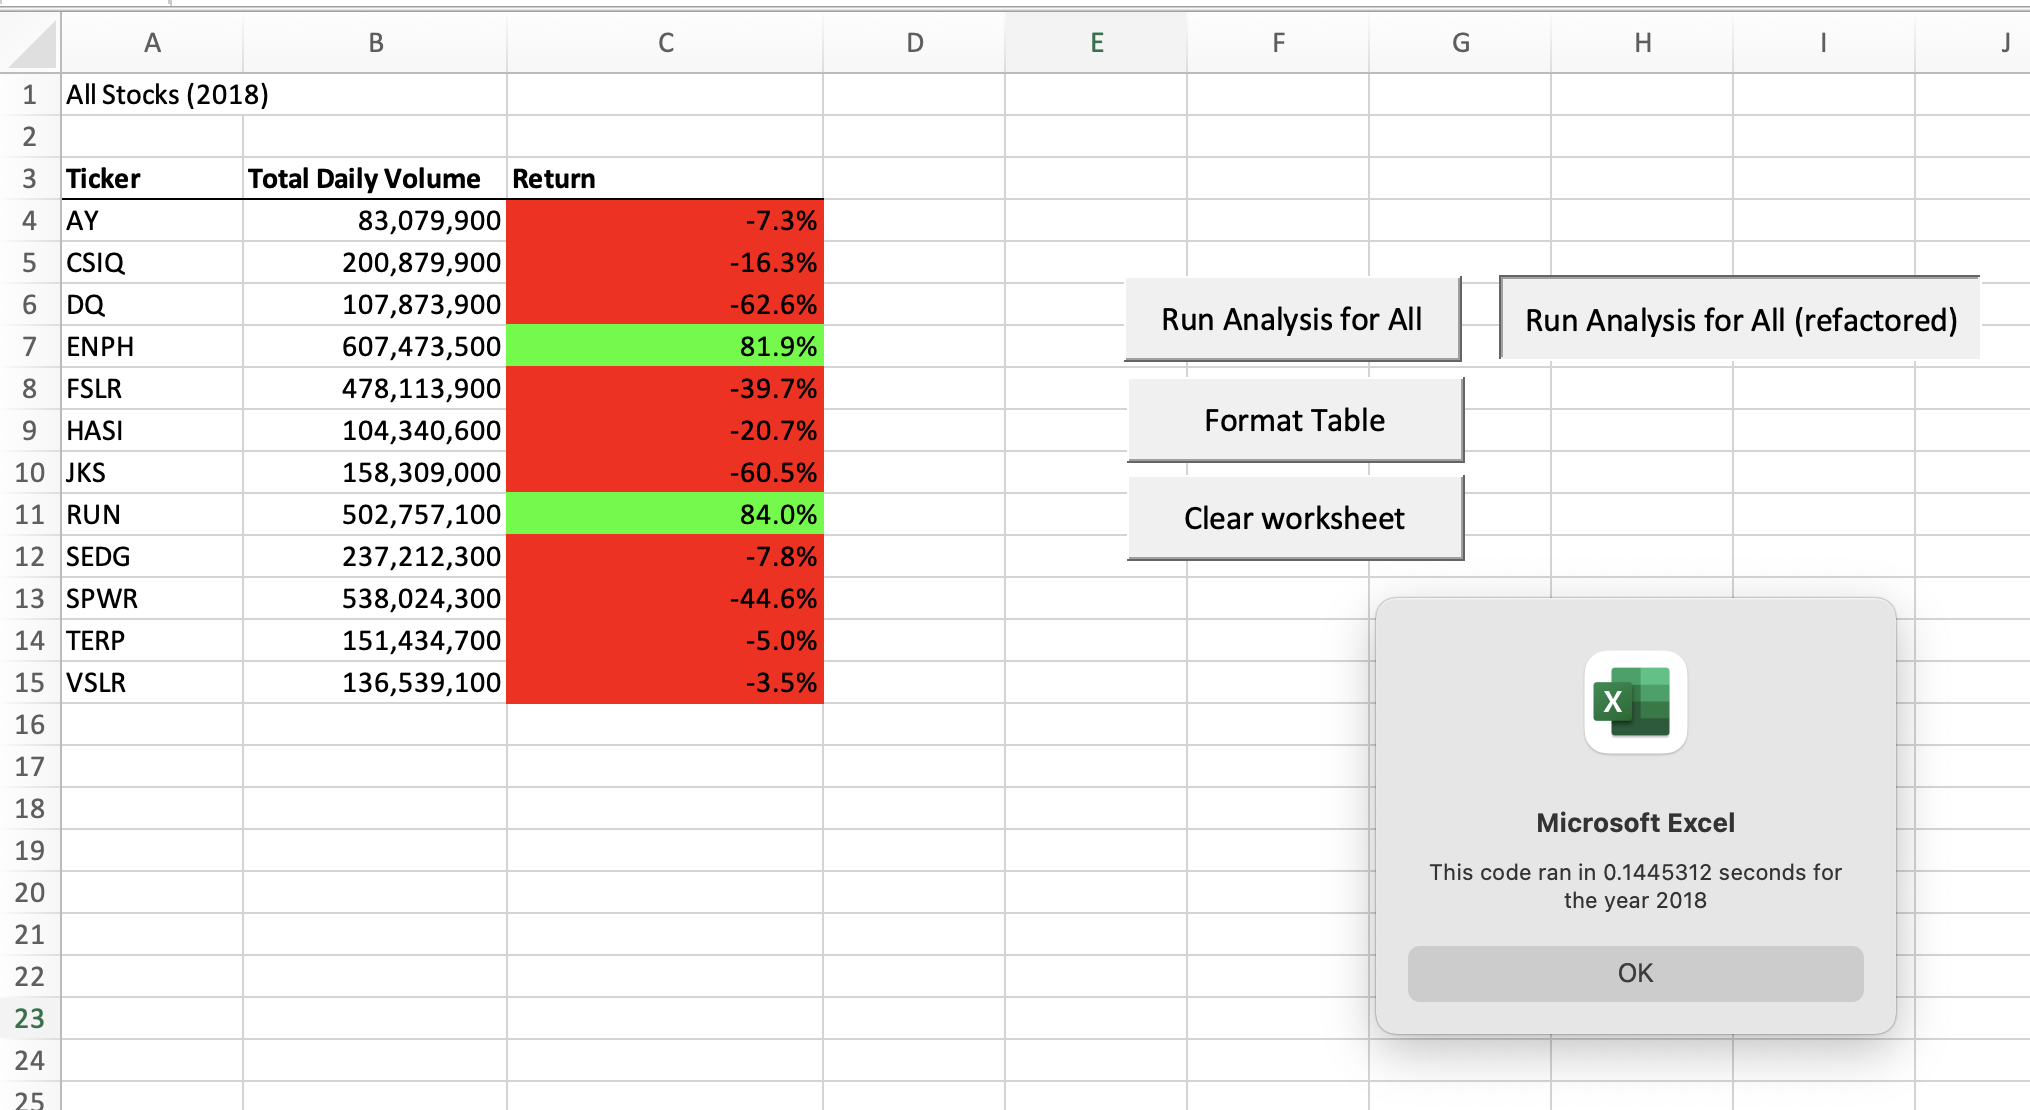 A B C D E F G H I J
1 All Stocks (2018)
2
3 Ticker Total Daily Volume Return
4 AY 83,079,900 -7.3%
5 CSIQ 200,879,900 -16.3%
6 DQ 107,873,900 -62.6%
7 ENPH 607,473,500 81.9%
8 FSLR 478,113,900 -39.7%
9 HASI 104,340,600 -20.7%
10 JKS 158,309,000 -60.5%
11 RUN 502,757,100 84.0%
12 SEDG 237,212,300 -7.8%
13 SPWR 538,024,300 -44.6%
14 TERP 151,434,700 -5.0%
15 VSLR 136,539,100 -3.5%
16
17
18
19
20
21
22
23
24
25
Run Analysis for All
Run Analysis for All (refactored)
Format Table
Clear worksheet
X
Microsoft Excel
This code ran in 0.1445312 seconds for
the year 2018
OK